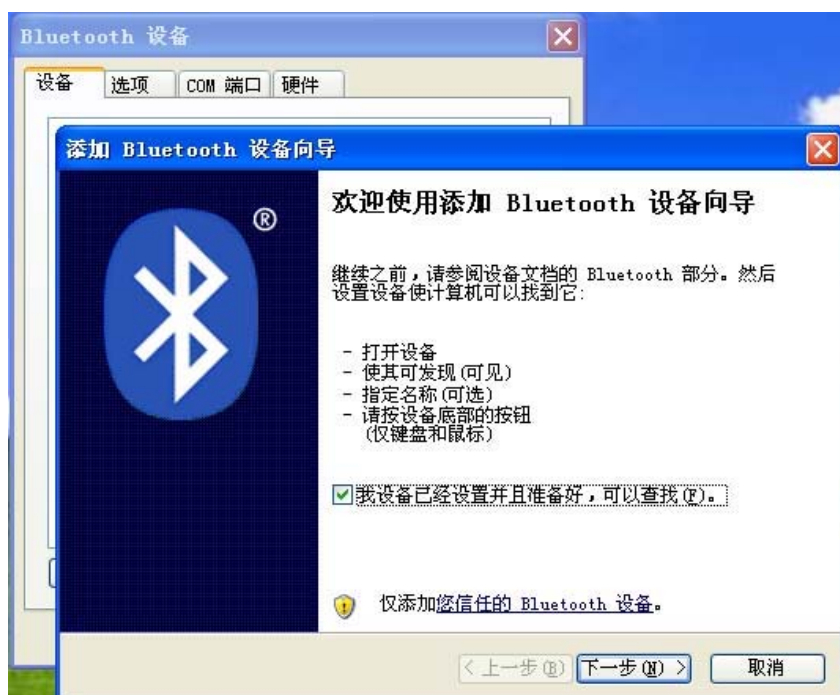 Bluetooth 设备
设备 选项 COM 端口 硬件
添加 Bluetooth 设备向导
®
欢迎使用添加 Bluetooth 设备向导
继续之前,请参阅设备文档的 Bluetooth 部分。然后
设置设备使计算机可以找到它:
- 打开设备
- 使其可发现(可见)
- 指定名称(可选)
- 请按设备底部的按钮
(仅键盘和鼠标)
我设备已经设置并且准备好,可以查找(F)。
仅添加您信任的 Bluetooth 设备。
< 上一步(B) 下一步(N) > 取消